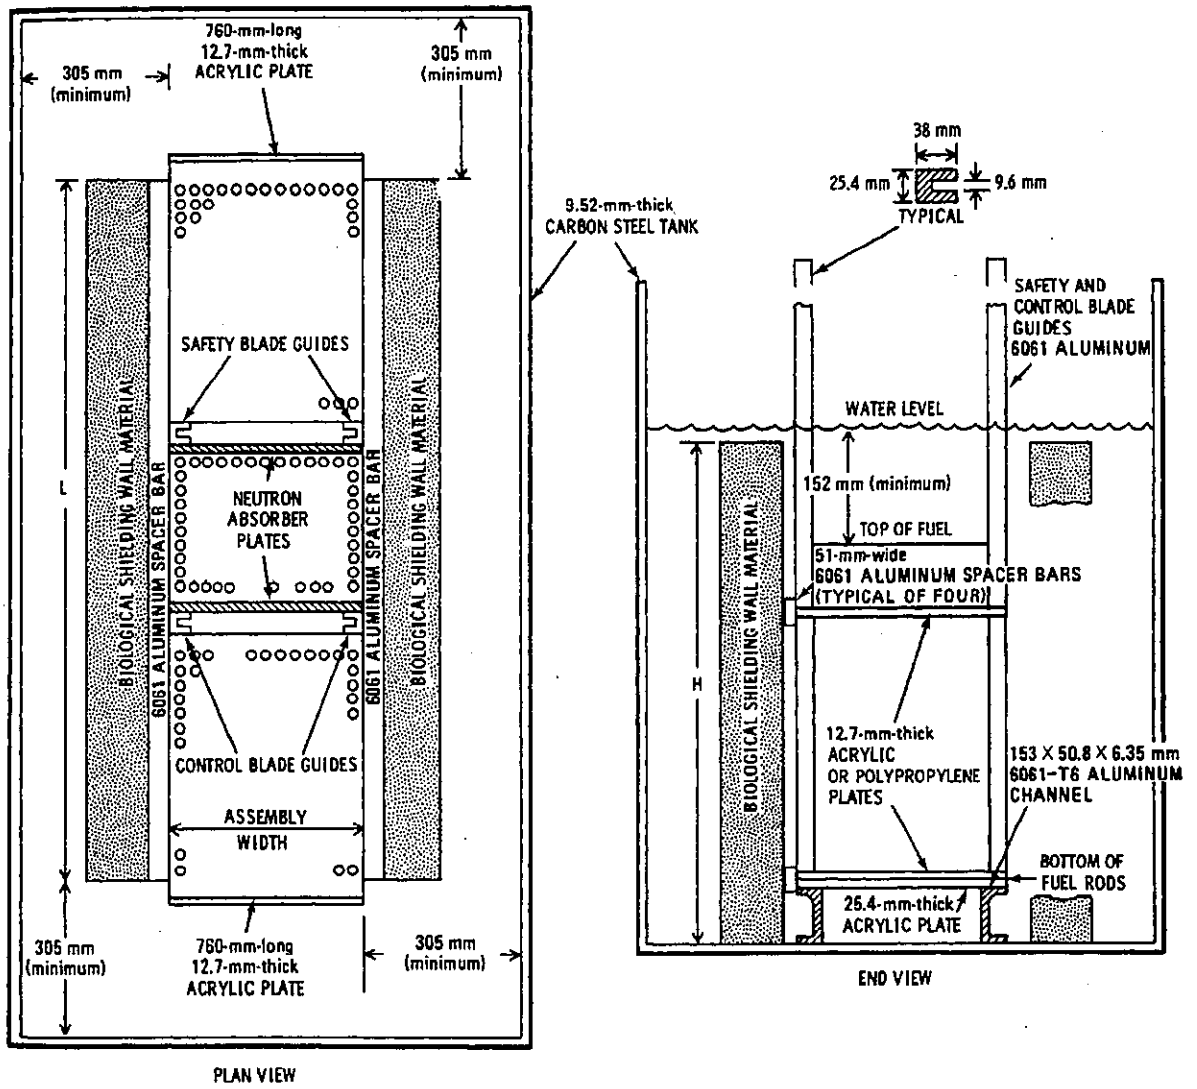 760-mm-long
12.7-mm-thick
ACRYLIC PLATE
305 mm
(minimum)
305 mm
(minimum)
SAFETY BLADE GUIDES
BIOLOGICAL SHIELDING WALL MATERIAL
6061 ALUMINUM SPACER BAR
NEUTRON
ABSORBER
PLATES
6061 ALUMINUM SPACER BAR
BIOLOGICAL SHIELDING WALL MATERIAL
L
CONTROL BLADE GUIDES
ASSEMBLY
WIDTH
305 mm
(minimum)
760-mm-long
12.7-mm-thick
ACRYLIC PLATE
305 mm
(minimum)
PLAN VIEW
9.52-mm-thick
CARBON STEEL TANK
38 mm
25.4 mm
9.6 mm
TYPICAL
SAFETY AND
CONTROL BLADE
GUIDES
6061 ALUMINUM
WATER LEVEL
152 mm (minimum)
TOP OF FUEL
51-mm-wide
6061 ALUMINUM SPACER BARS
(TYPICAL OF FOUR)
BIOLOGICAL SHIELDING WALL MATERIAL
H
12.7-mm-thick
ACRYLIC
OR POLYPROPYLENE
PLATES
153 X 50.8 X 6.35 mm
6061-T6 ALUMINUM
CHANNEL
BOTTOM OF
FUEL RODS
25.4-mm-thick
ACRYLIC PLATE
END VIEW